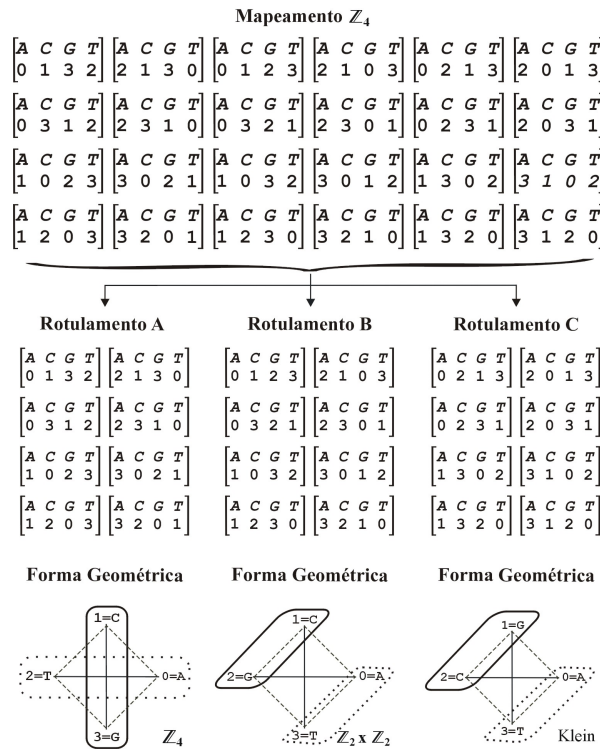 Mapeamento ℤ4
A C G T A C G T A C G T A C G T A C G T A C G T
0 1 3 2 2 1 3 0 0 1 2 3 2 1 0 3 0 2 1 3 2 0 1 3
A C G T A C G T A C G T A C G T A C G T A C G T
0 3 1 2 2 3 1 0 0 3 2 1 2 3 0 1 0 2 3 1 2 0 3 1
A C G T A C G T A C G T A C G T A C G T A C G T
1 0 2 3 3 0 2 1 1 0 3 2 3 0 1 2 1 3 0 2 3 1 0 2
A C G T A C G T A C G T A C G T A C G T A C G T
1 2 0 3 3 2 0 1 1 2 3 0 3 2 1 0 1 3 2 0 3 1 2 0
Rotulamento A
A C G T A C G T
0 1 3 2 2 1 3 0
A C G T A C G T
0 3 1 2 2 3 1 0
A C G T A C G T
1 0 2 3 3 0 2 1
A C G T A C G T
1 2 0 3 3 2 0 1
Forma Geométrica
1=C
2=T
0=A
3=G
ℤ4
Rotulamento B
A C G T A C G T
0 1 2 3 2 1 0 3
A C G T A C G T
0 3 2 1 2 3 0 1
A C G T A C G T
1 0 3 2 3 0 1 2
A C G T A C G T
1 2 3 0 3 2 1 0
Forma Geométrica
1=C
2=G
0=A
3=T
ℤ2 x ℤ2
Rotulamento C
A C G T A C G T
0 2 1 3 2 0 1 3
A C G T A C G T
0 2 3 1 2 0 3 1
A C G T A C G T
1 3 0 2 3 1 0 2
A C G T A C G T
1 3 2 0 3 1 2 0
Forma Geométrica
1=G
2=C
0=A
3=T
Klein